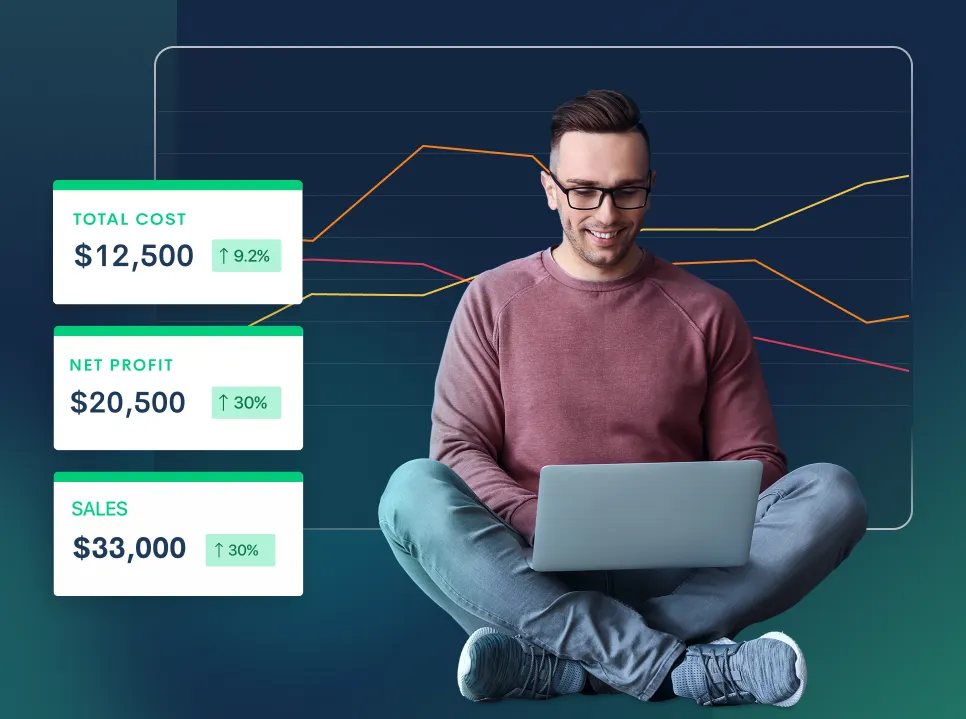 TOTAL COST
$12,500 ↑ 9.2%
NET PROFIT
$20,500 ↑ 30%
SALES
$33,000 ↑ 30%